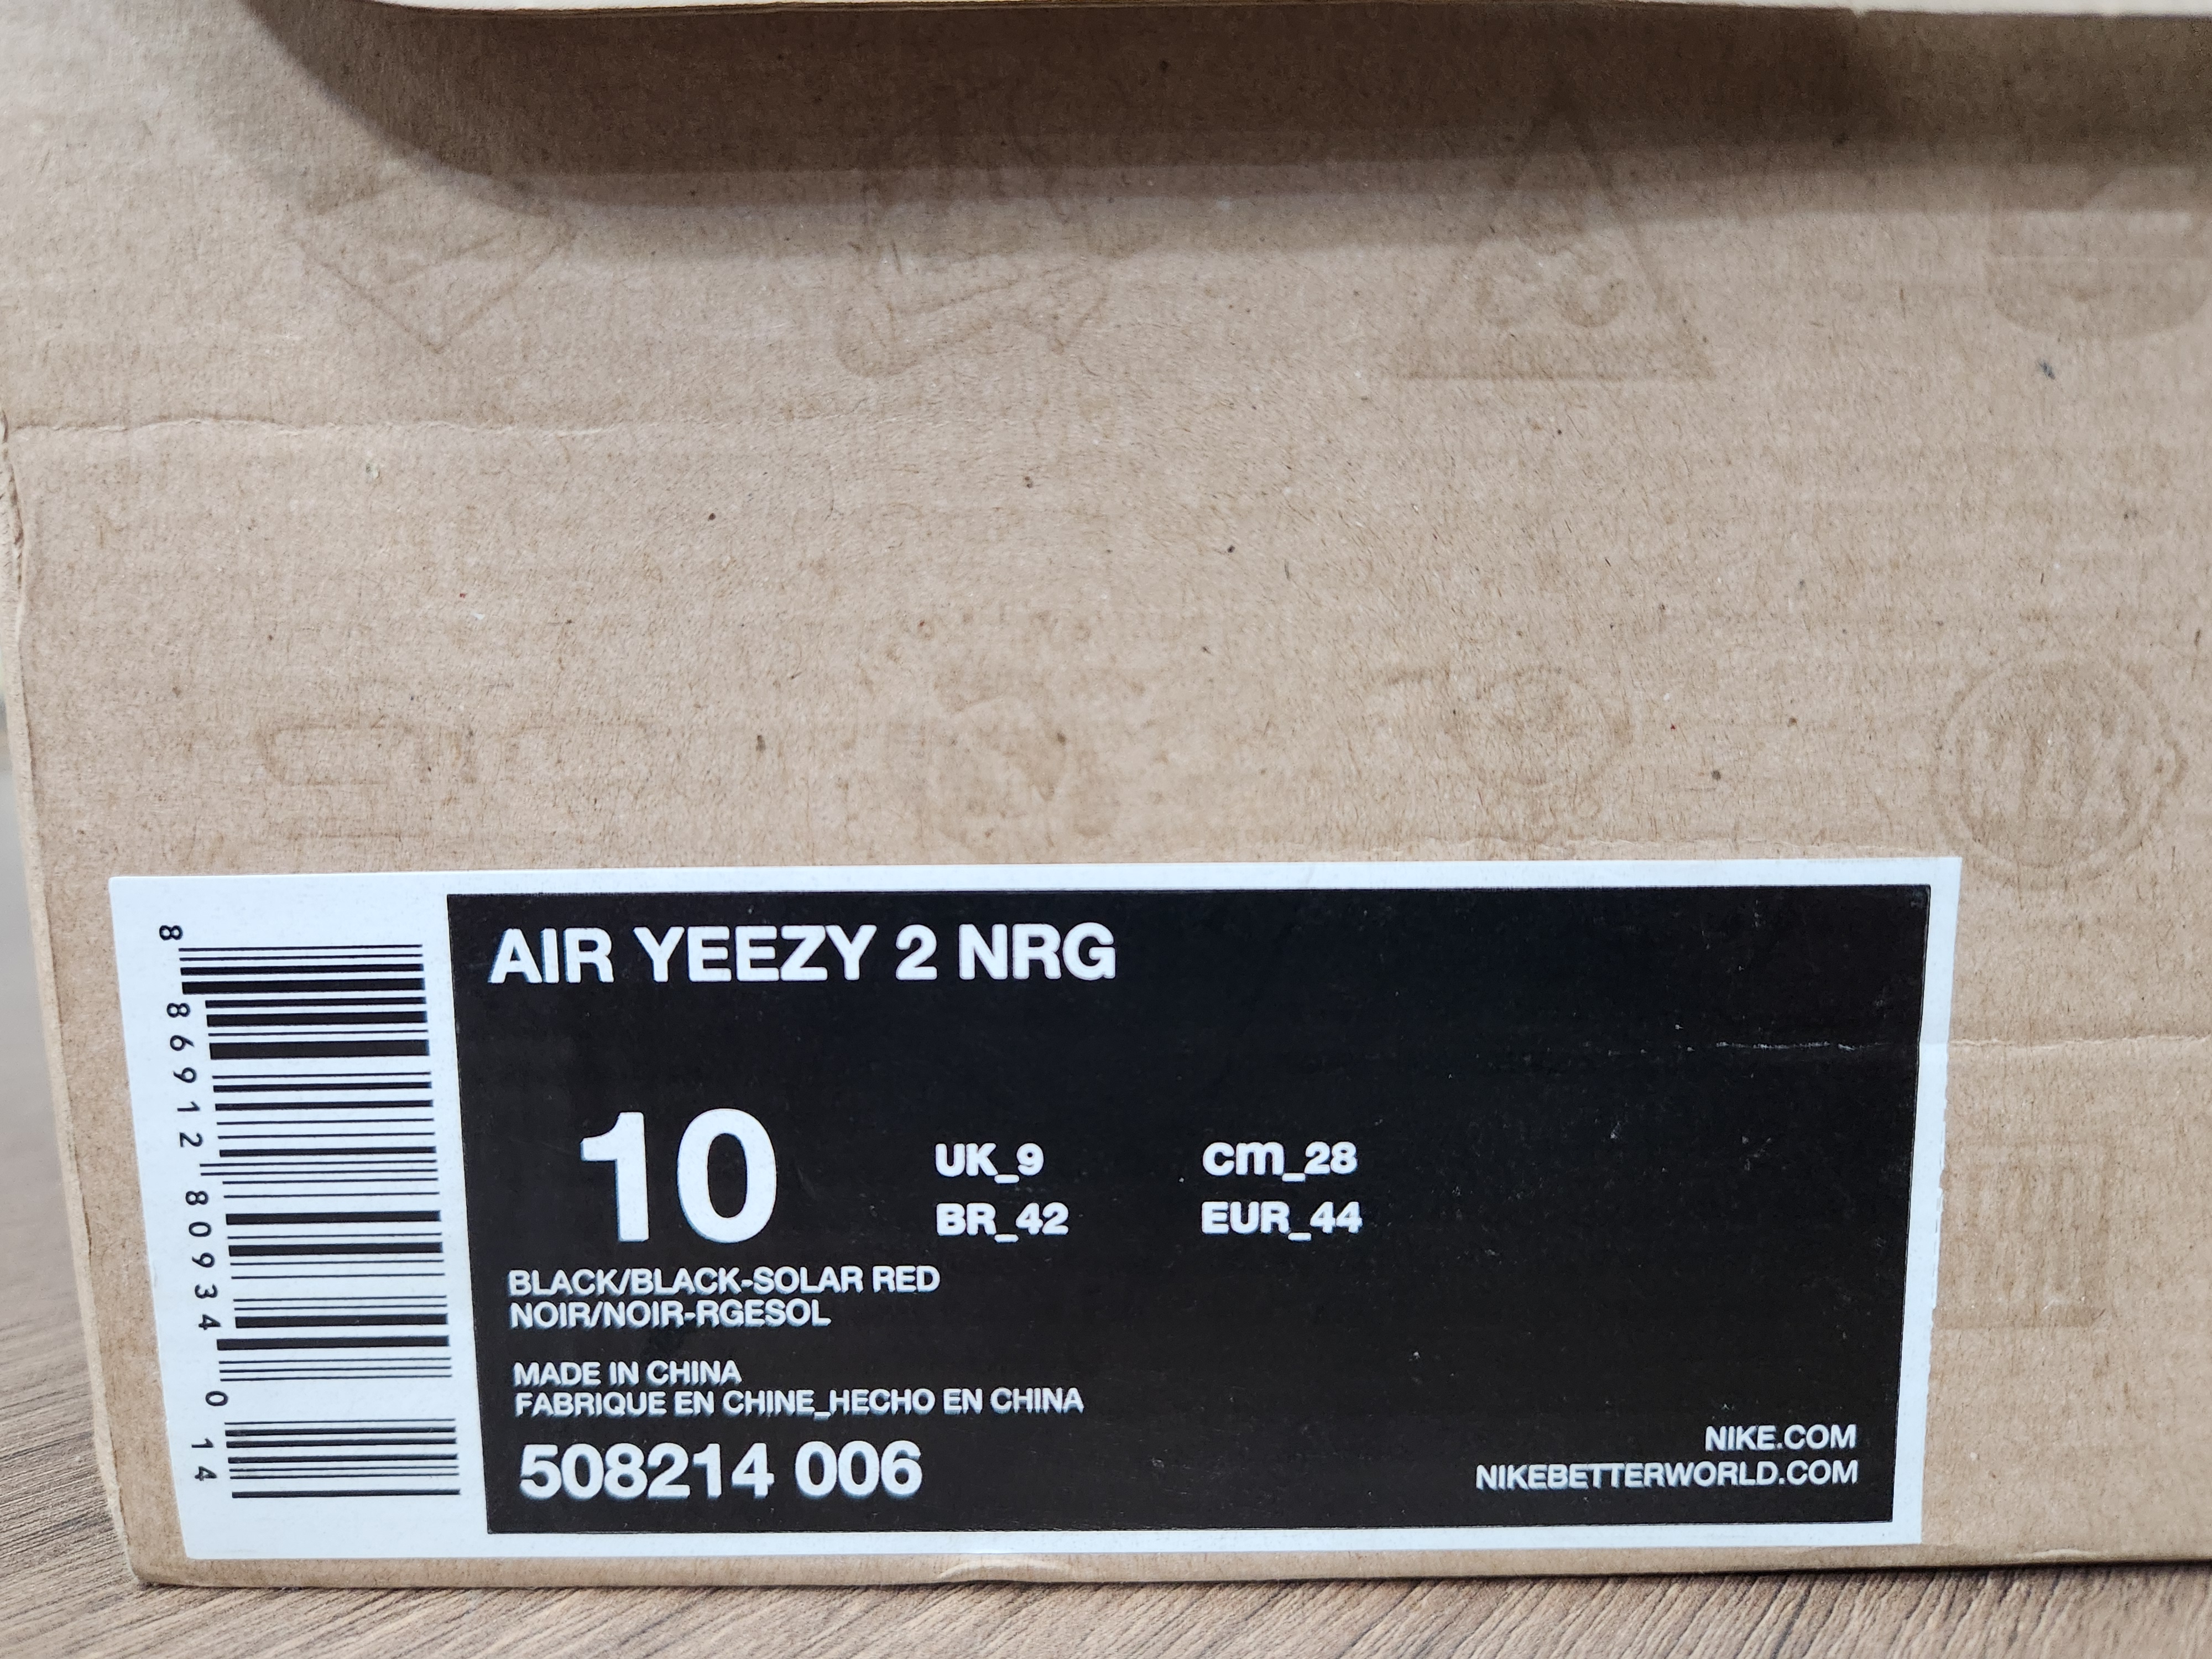 AIR YEEZY 2 NRG
10
UK_9 cm_28
BR_42 EUR_44
BLACK/BLACK-SOLAR RED
NOIR/NOIR-RGESOL
MADE IN CHINA
FABRIQUE EN CHINE_HECHO EN CHINA
508214 006
NIKE.COM
NIKEBETTERWORLD.COM
8 86912 80934 0 14